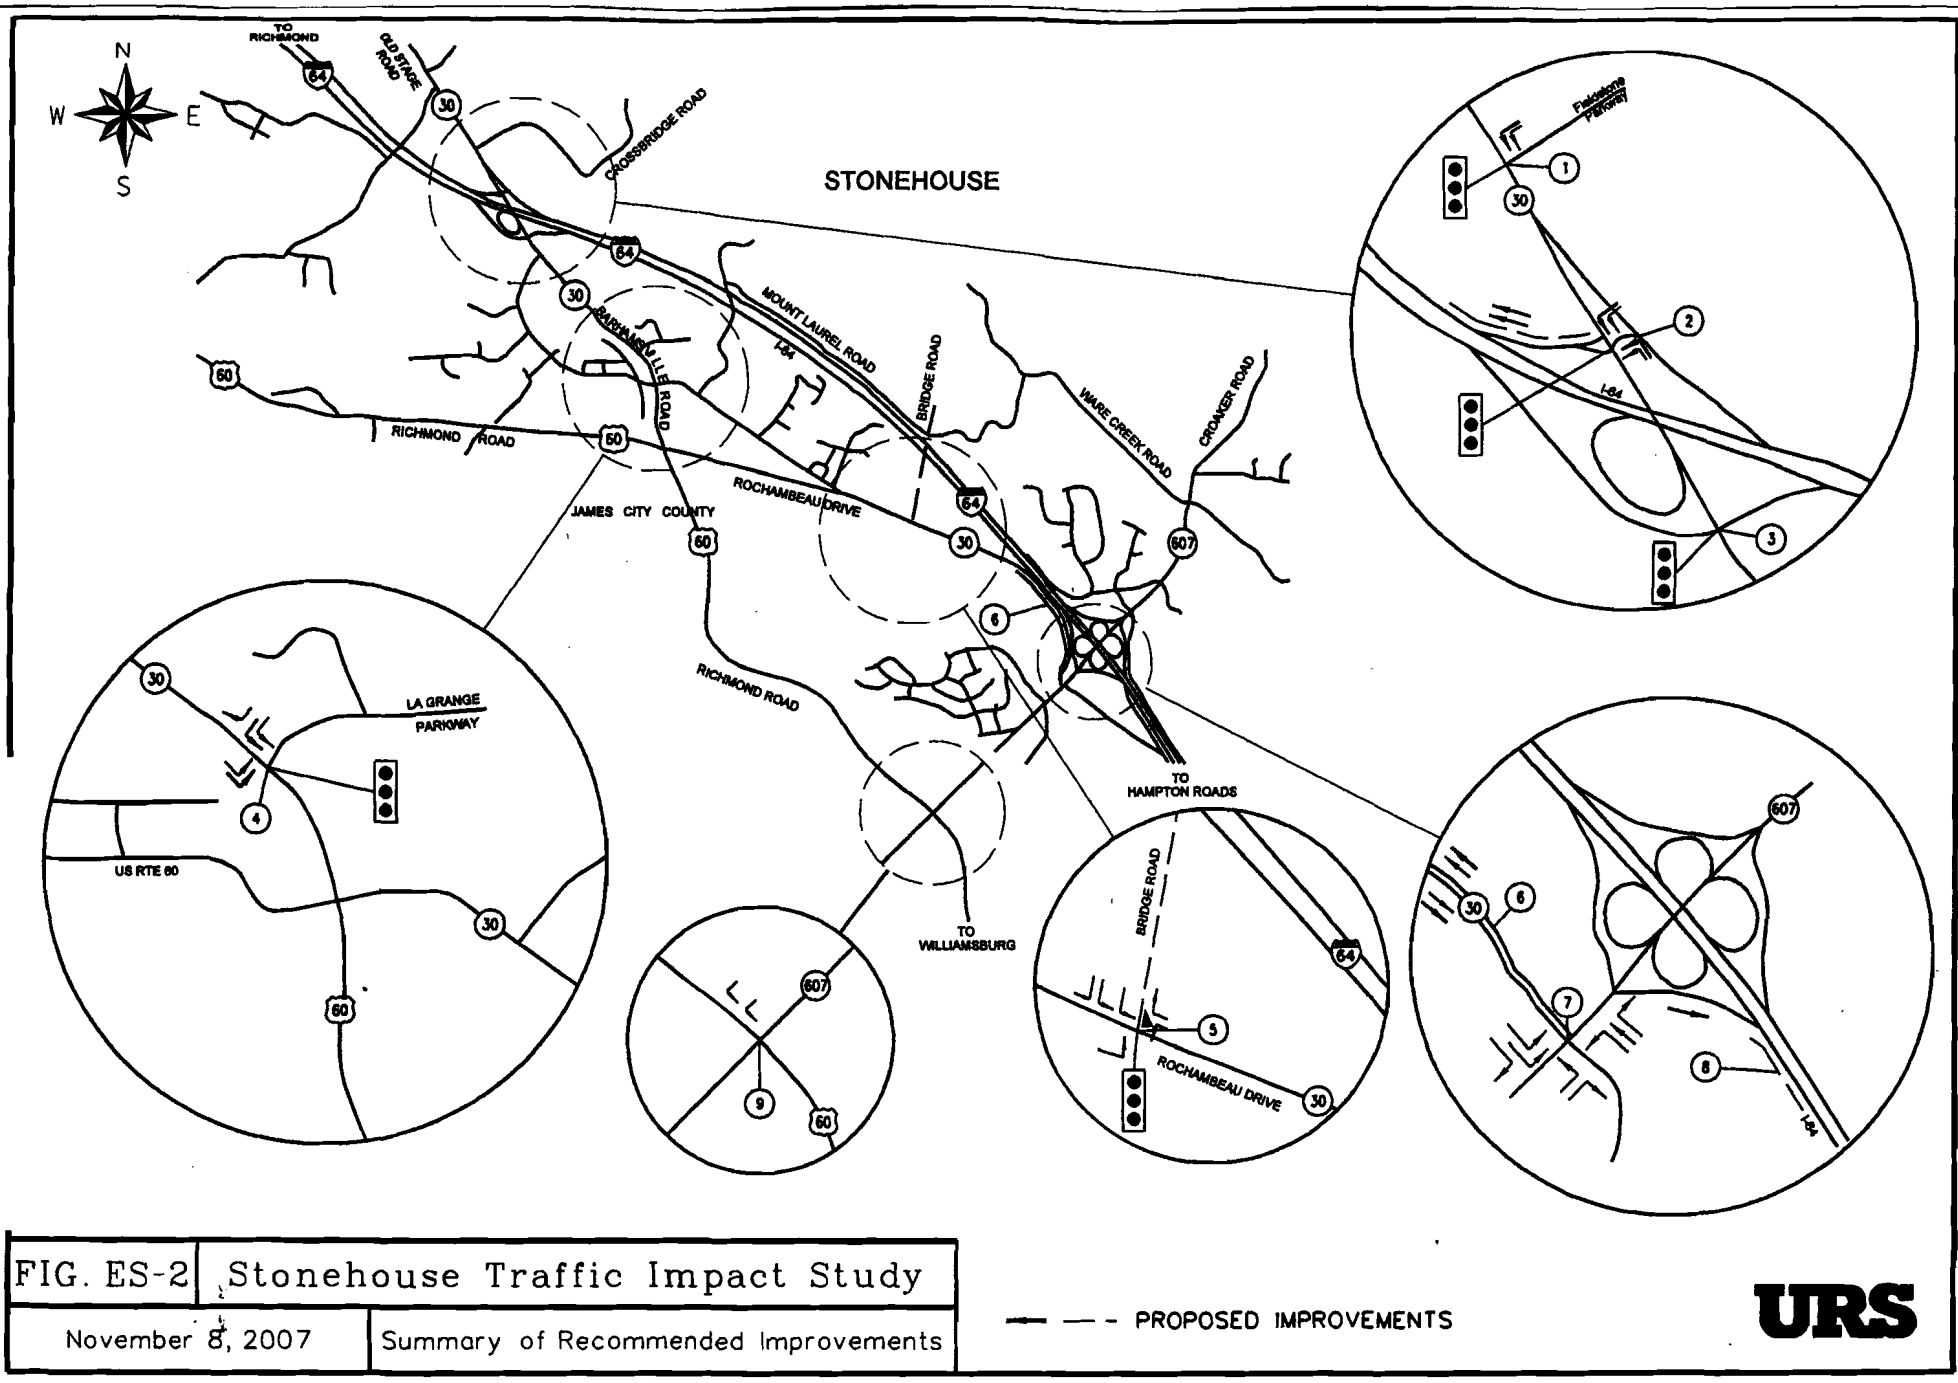 TO
RICHMOND
64
OLD STAGE
ROAD
30
N
W
E
S
CROSSBRIDGE ROAD
STONEHOUSE
64
30
BARHAMSVILLE ROAD
MOUNT LAUREL ROAD
I-64
BRIDGE ROAD
WARE CREEK ROAD
CROAKER ROAD
60
RICHMOND ROAD
60
ROCHAMBEAU DRIVE
JAMES CITY COUNTY
60
64
30
607
6
RICHMOND ROAD
TO
HAMPTON ROADS
TO
WILLIAMSBURG
Fieldstone
Parkway
1
30
2
I-64
3
30
LA GRANGE
PARKWAY
4
US RTE 60
30
60
607
9
60
BRIDGE ROAD
64
5
ROCHAMBEAU DRIVE
30
607
30
6
7
8
I-64
FIG. ES-2
Stonehouse Traffic Impact Study
November 8, 2007
Summary of Recommended Improvements
PROPOSED IMPROVEMENTS
URS